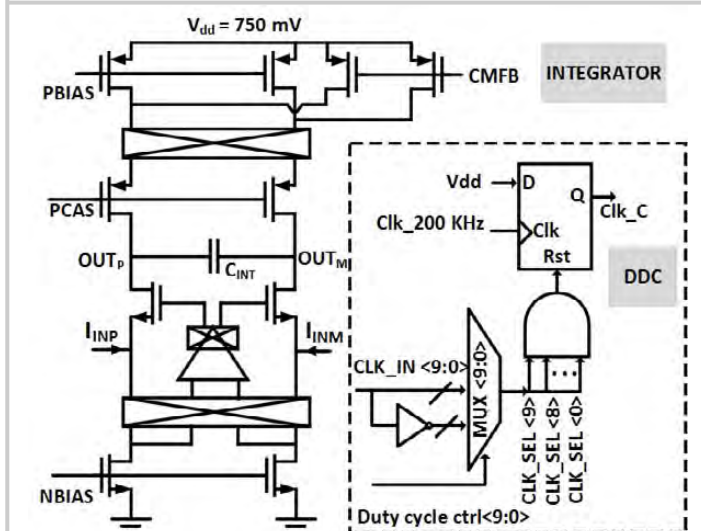 Vdd = 750 mV
PBIAS
CMFB
INTEGRATOR
PCAS
OUTP
CINT
OUTM
IINP
IINM
NBIAS
Vdd
D
Q
Clk_C
Clk_200 KHz
Clk
Rst
DDC
CLK_IN <9:0>
MUX <9:0>
CLK_SEL <9>
CLK_SEL <8>
CLK_SEL <0>
Duty cycle ctrl<9:0>